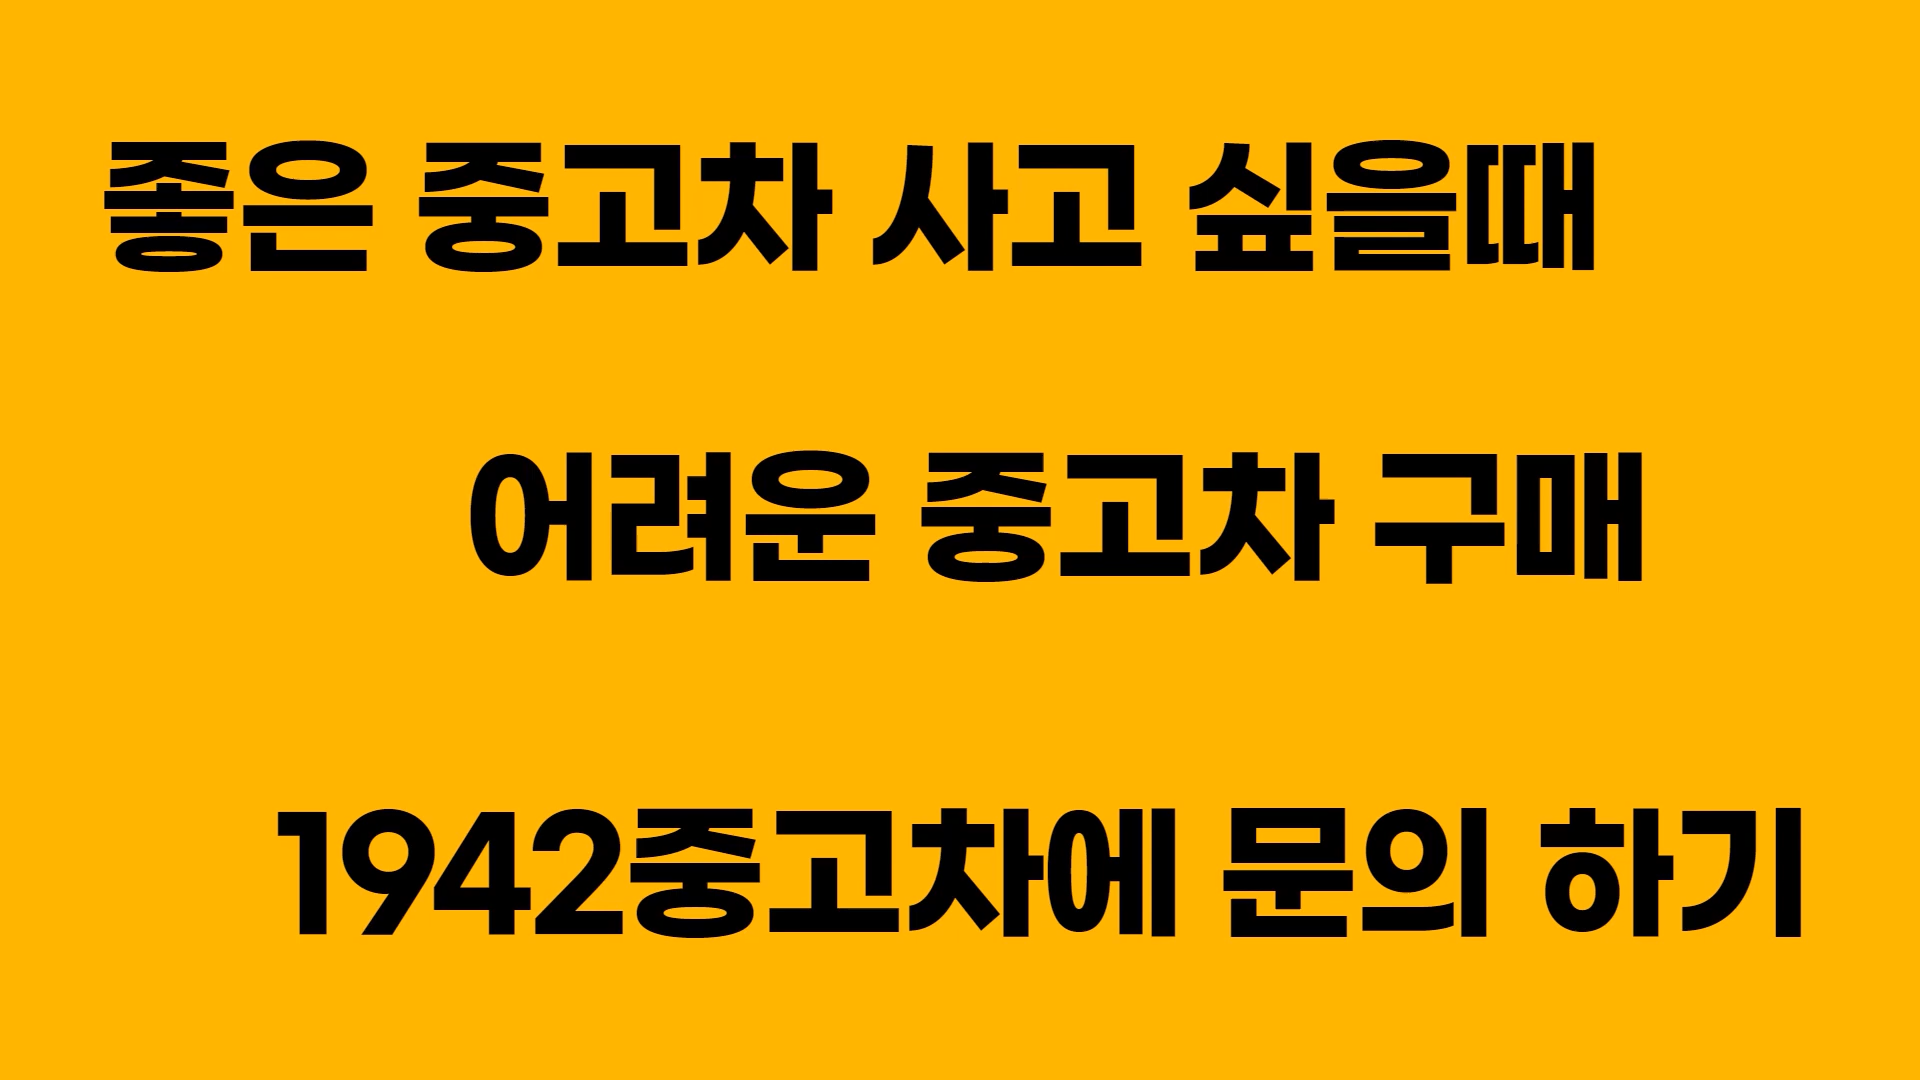 좋은 중고차 사고 싶을때
어려운 중고차 구매
1942중고차에 문의 하기